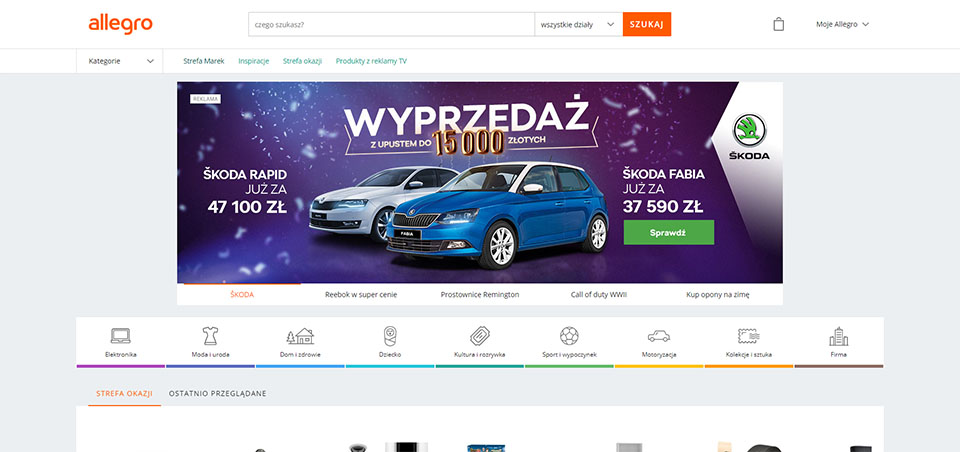 allegro
czego szukasz?
wszystkie działy
SZUKAJ
Moje Allegro
Kategorie
Strefa Marek
Inspiracje
Strefa okazji
Produkty z reklamy TV
REKLAMA
WYPRZEDAŻ
Z UPUSTEM DO 15 000 ZŁOTYCH
ŠKODA RAPID
JUŻ ZA
47 100 ZŁ
FABIA
ŠKODA FABIA
JUŻ ZA
37 590 ZŁ
Sprawdź
ŠKODA
ŠKODA
Reebok w super cenie
Prostownice Remington
Call of duty WWII
Kup opony na zimę
Elektronika
Moda i uroda
Dom i zdrowie
Dziecko
Kultura i rozrywka
Sport i wypoczynek
Motoryzacja
Kolekcje i sztuka
Firma
STREFA OKAZJI
OSTATNIO PRZEGLĄDANE